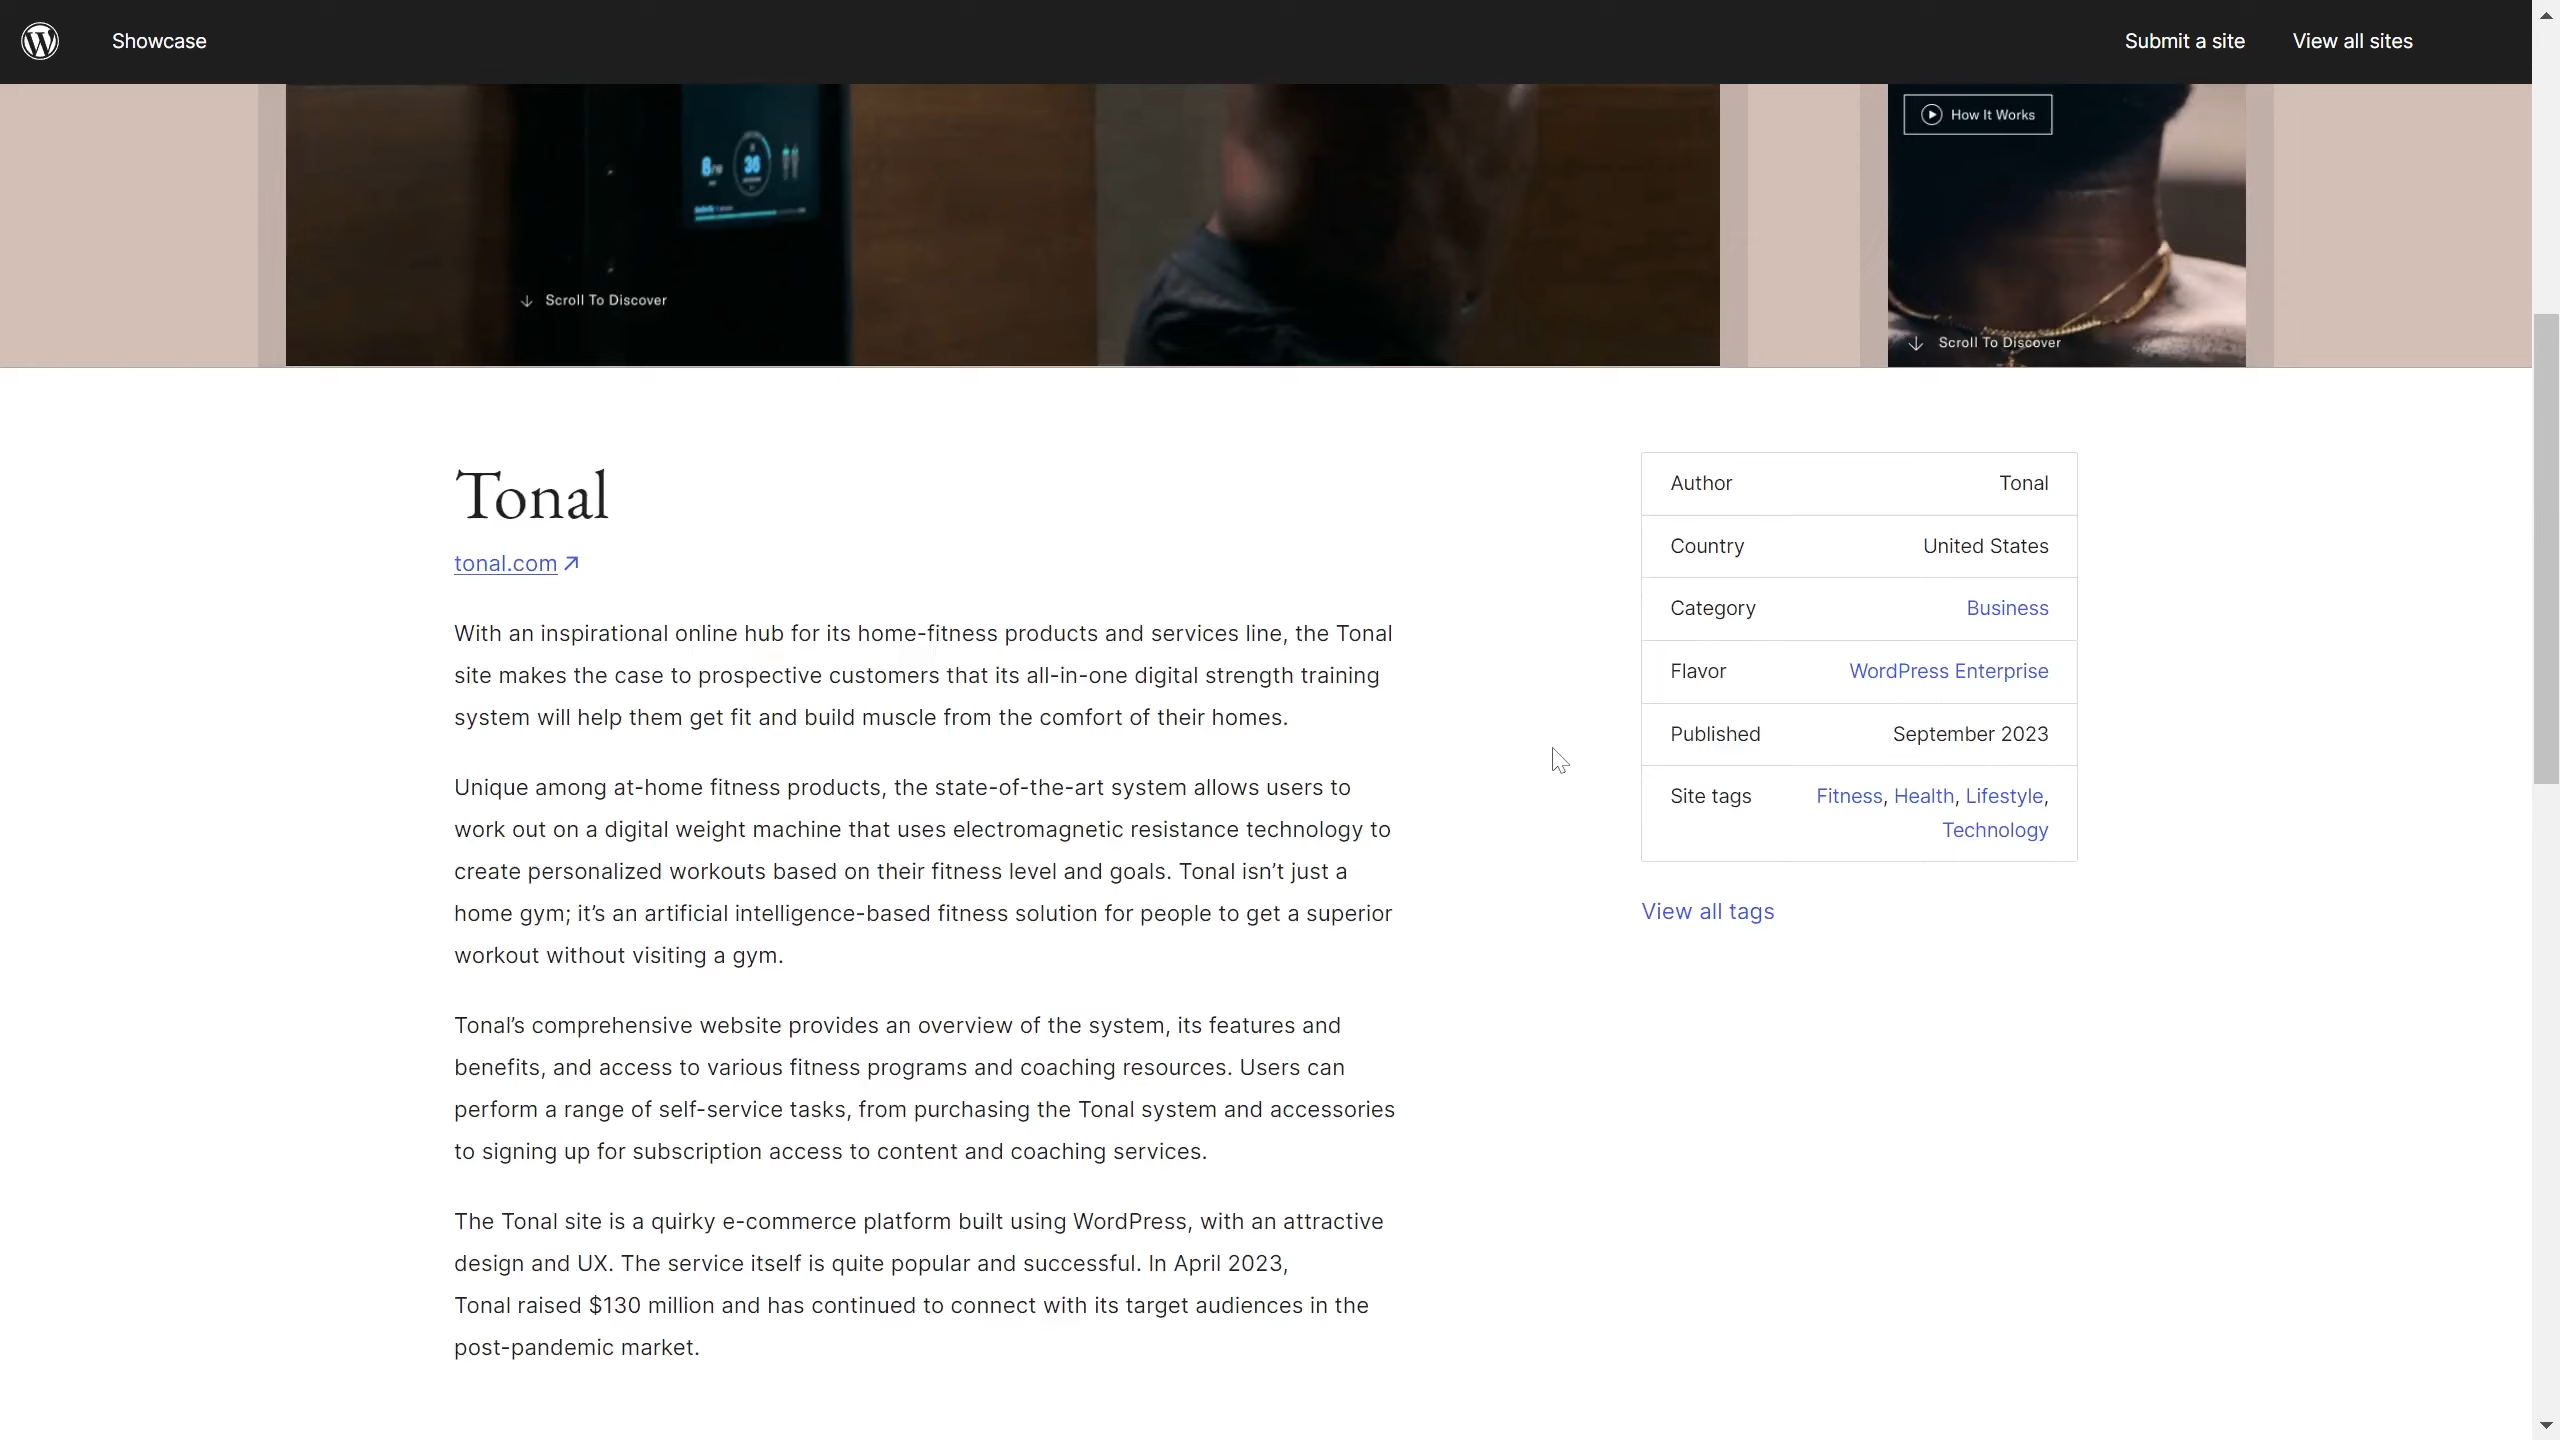 Showcase
Submit a site
View all sites
8
36
Scroll To Discover
How It Works
Scroll To Discover
Tonal
tonal.com
With an inspirational online hub for its home-fitness products and services line, the Tonal
site makes the case to prospective customers that its all-in-one digital strength training
system will help them get fit and build muscle from the comfort of their homes.
Unique among at-home fitness products, the state-of-the-art system allows users to
work out on a digital weight machine that uses electromagnetic resistance technology to
create personalized workouts based on their fitness level and goals. Tonal isn’t just a
home gym; it’s an artificial intelligence-based fitness solution for people to get a superior
workout without visiting a gym.
Tonal’s comprehensive website provides an overview of the system, its features and
benefits, and access to various fitness programs and coaching resources. Users can
perform a range of self-service tasks, from purchasing the Tonal system and accessories
to signing up for subscription access to content and coaching services.
The Tonal site is a quirky e-commerce platform built using WordPress, with an attractive
design and UX. The service itself is quite popular and successful. In April 2023,
Tonal raised $130 million and has continued to connect with its target audiences in the
post-pandemic market.
Author Tonal
Country United States
Category Business
Flavor WordPress Enterprise
Published September 2023
Site tags Fitness, Health, Lifestyle,
Technology
View all tags